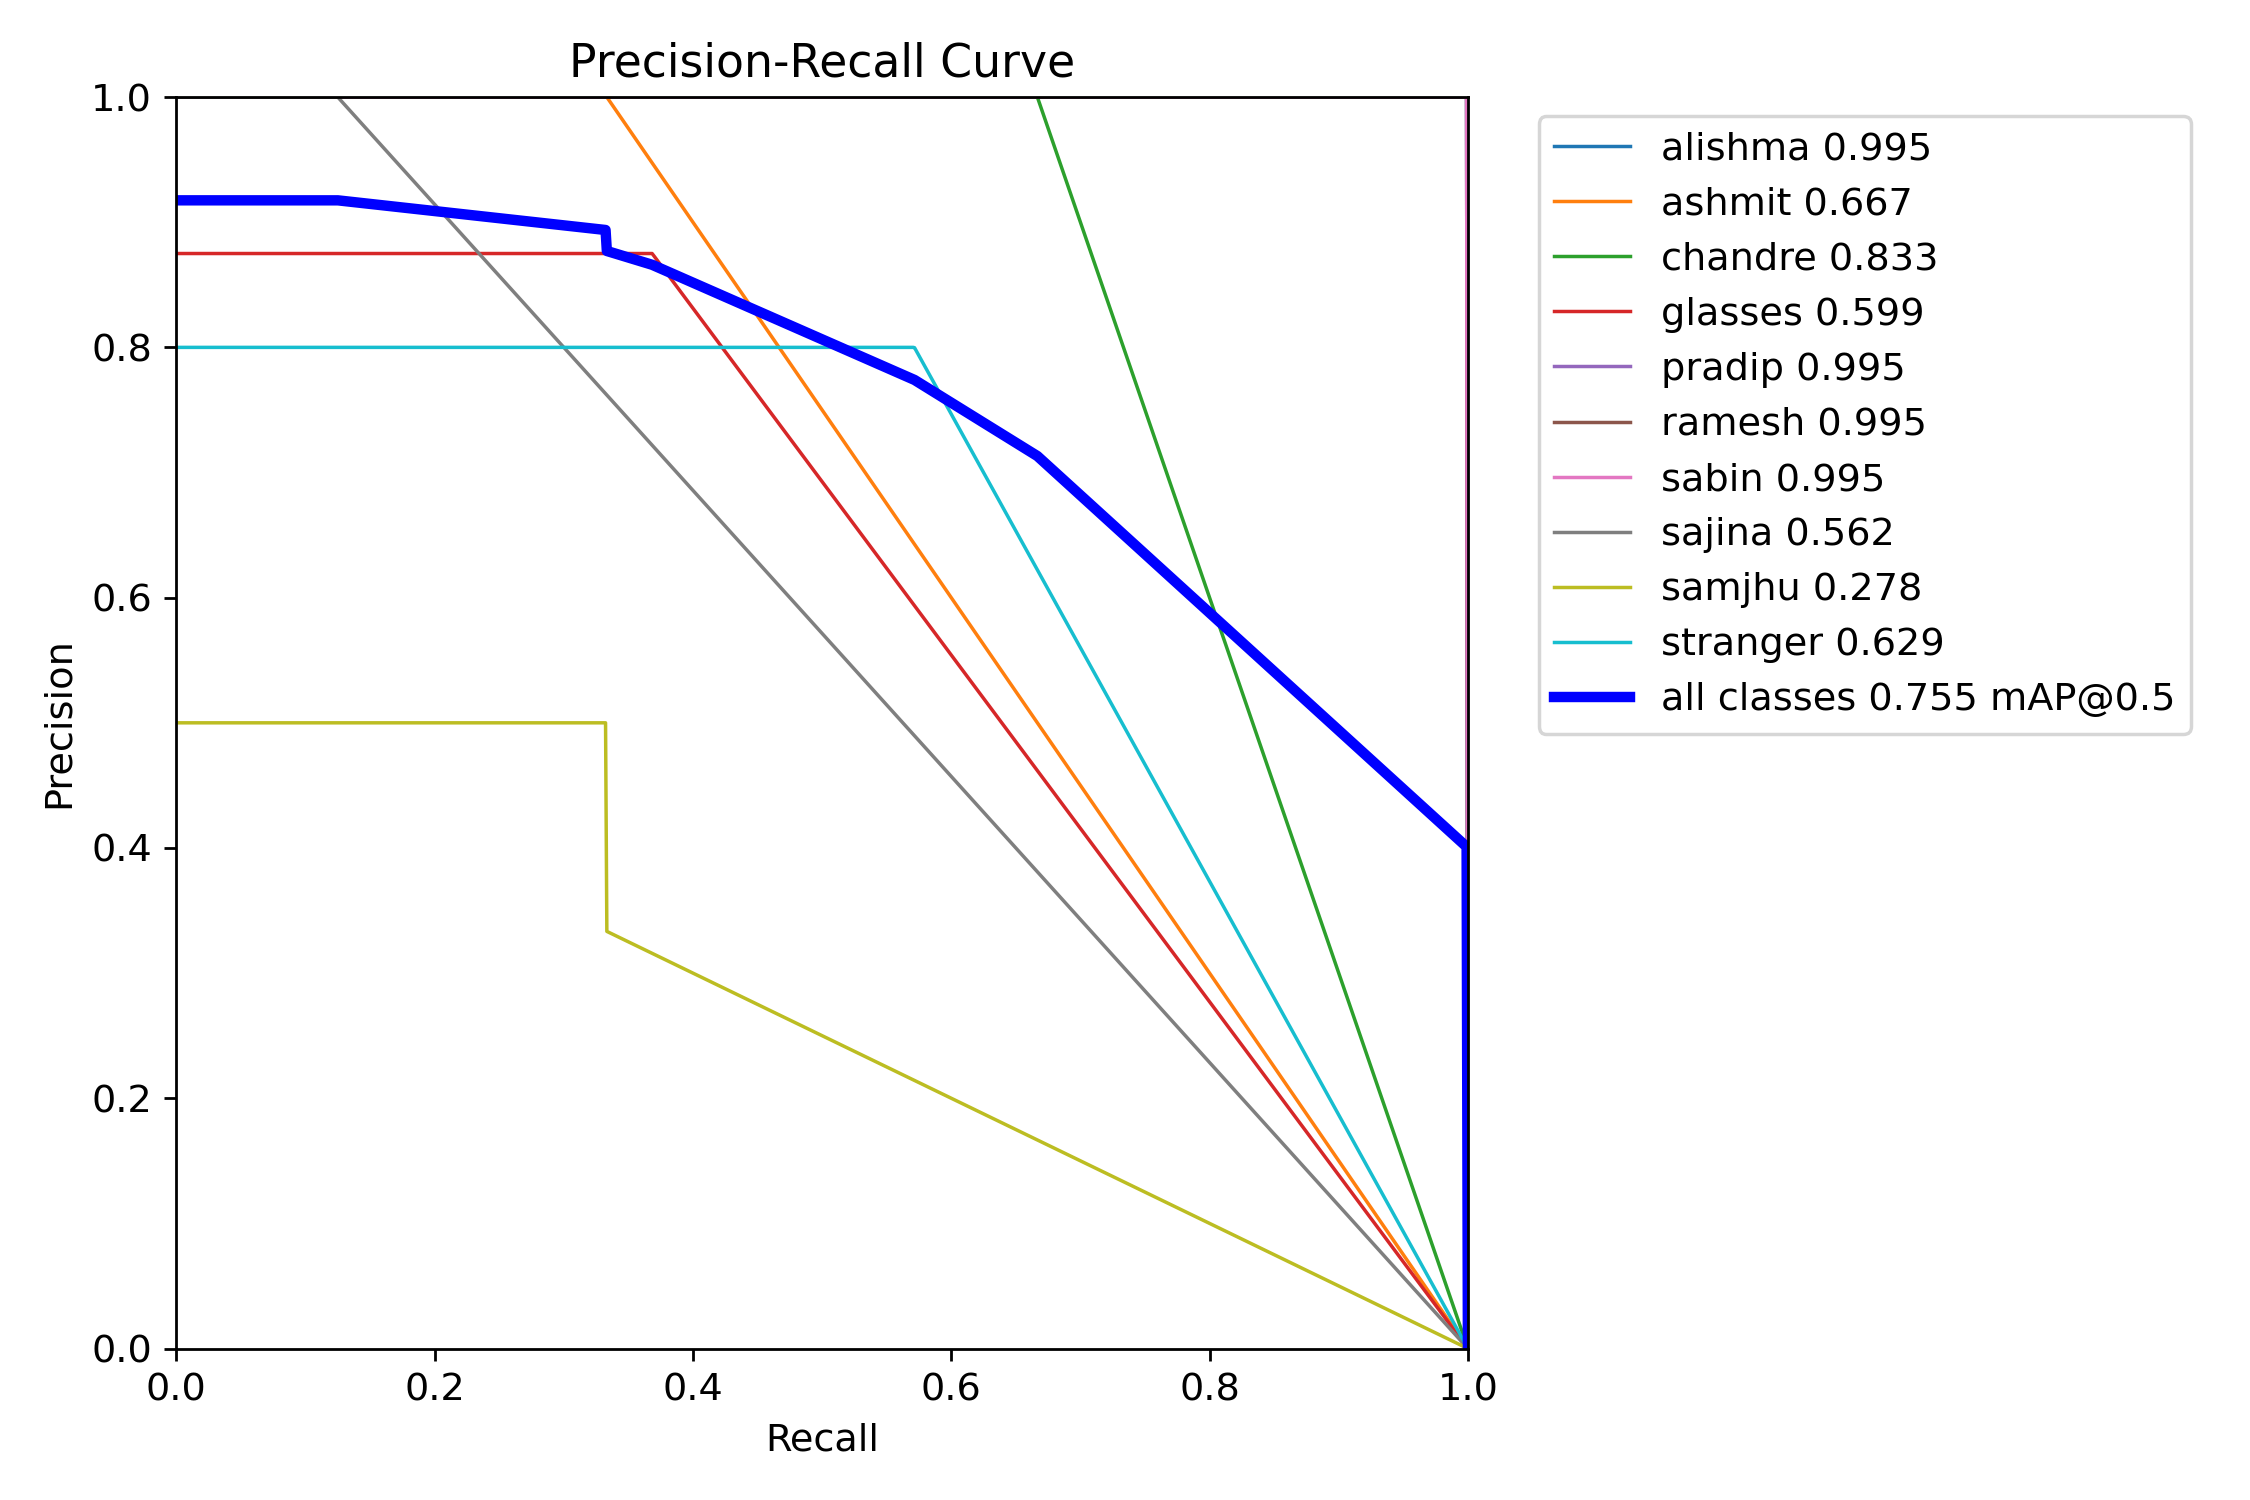 Precision-Recall Curve
1.0
0.8
0.6
0.4
0.2
0.0
Precision
0.0 0.2 0.4 0.6 0.8 1.0
Recall
alishma 0.995
ashmit 0.667
chandre 0.833
glasses 0.599
pradip 0.995
ramesh 0.995
sabin 0.995
sajina 0.562
samjhu 0.278
stranger 0.629
all classes 0.755 mAP@0.5